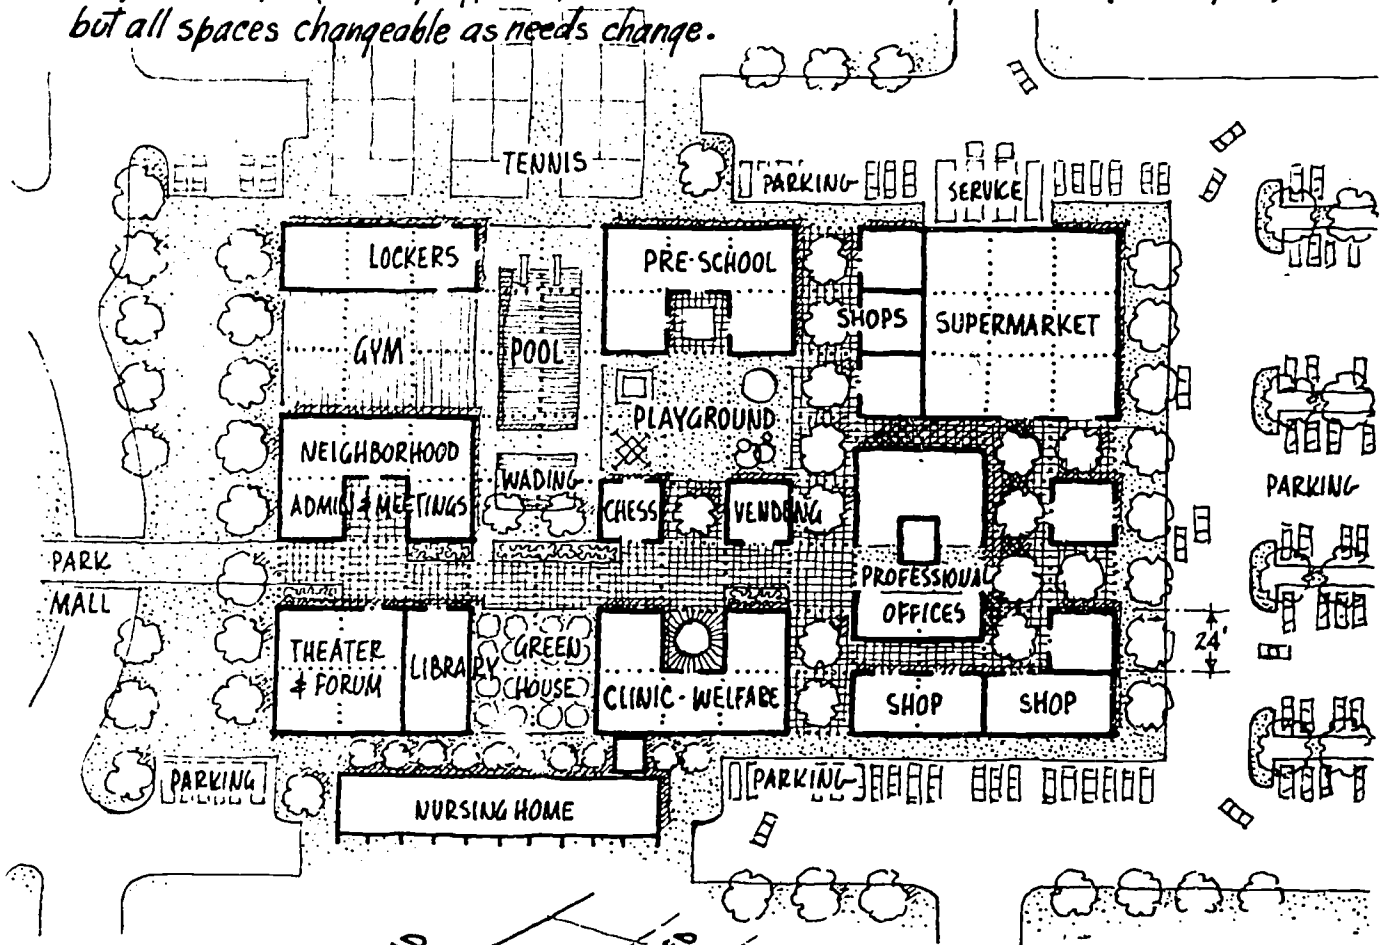 but all spaces changeable as needs change.
TENNIS
PARKING
SERVICE
LOCKERS
PRE-SCHOOL
SHOPS
SUPERMARKET
GYM
POOL
PLAYGROUND
NEIGHBORHOOD
ADMIN & MEETINGS
WADING
CHESS
VENDING
PARKING
PARK
MALL
PROFESSIONAL
OFFICES
THEATER
& FORUM
LIBRARY
GREEN
HOUSE
CLINIC - WELFARE
24'
SHOP
SHOP
PARKING
PARKING
NURSING HOME